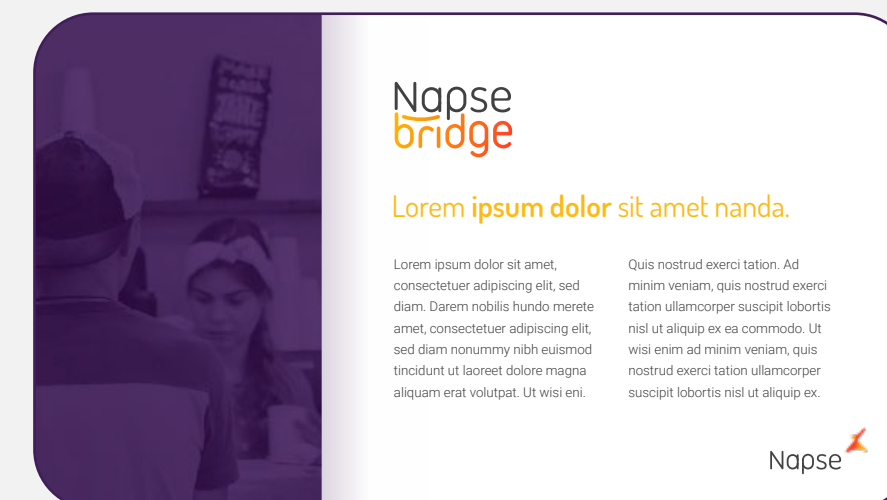 Napse
bridge
Lorem ipsum dolor sit amet nanda.
Lorem ipsum dolor sit amet,
consectetuer adipiscing elit, sed
diam. Darem nobilis hundo merete
amet, consectetuer adipiscing elit,
sed diam nonummy nibh euismod
tincidunt ut laoreet dolore magna
aliquam erat volutpat. Ut wisi eni.
Quis nostrud exerci tation. Ad
minim veniam, quis nostrud exerci
tation ullamcorper suscipit lobortis
nisl ut aliquip ex ea commodo. Ut
wisi enim ad minim veniam, quis
nostrud exerci tation ullamcorper
suscipit lobortis nisl ut aliquip ex.
Napse